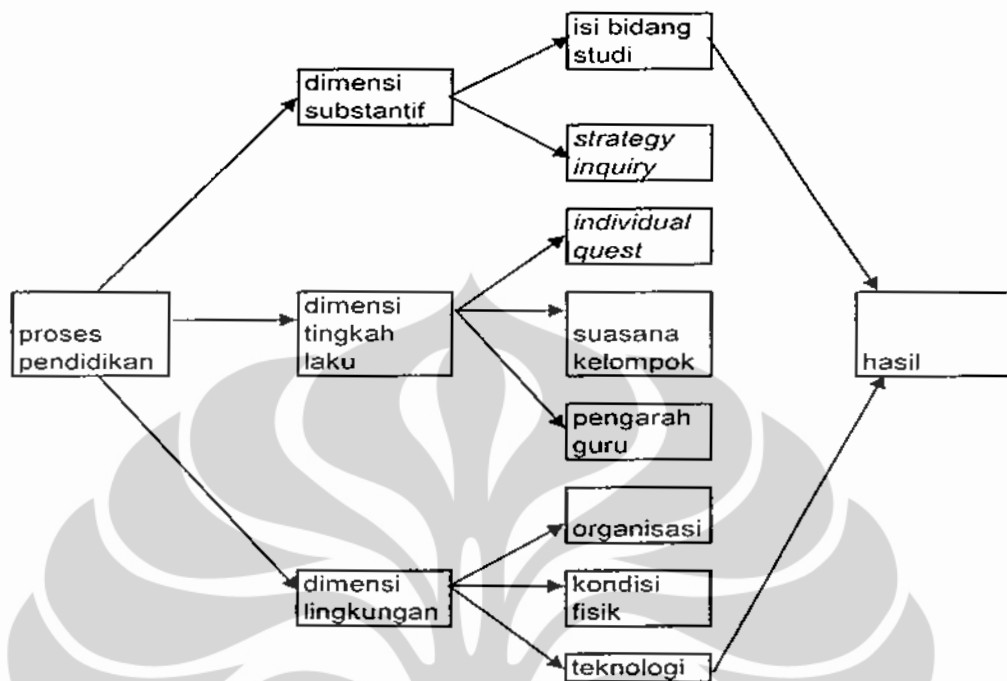 isi bidang
studi
dimensi
substantif
strategy
inquiry
individual
quest
proses
pendidikan
dimensi
tingkah
laku
suasana
kelompok
hasil
pengarah
guru
organisasi
dimensi
lingkungan
kondisi
fisik
teknologi